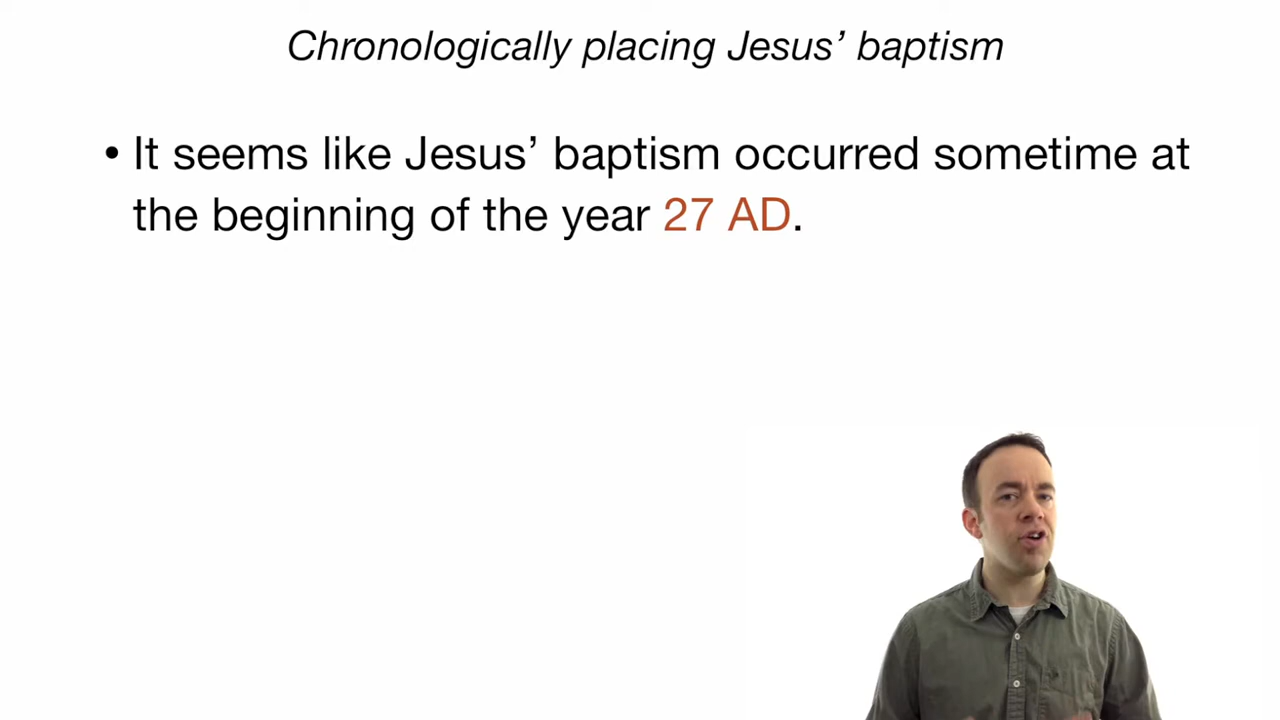 Chronologically placing Jesus’ baptism
• It seems like Jesus’ baptism occurred sometime at
the beginning of the year 27 AD.